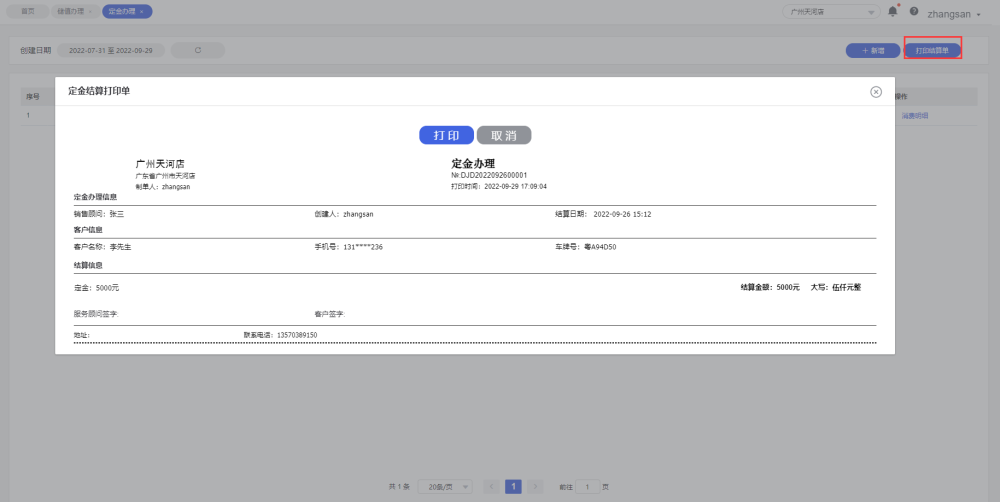 首页 储值办理 定金办理 广州天河店 zhangsan
创建日期 2022-07-31 至 2022-09-29 + 新增 打印结算单
定金结算打印单
序号 操作
1 消费明细
打印 取消
广州天河店 定金办理
广东省广州市天河店 №:DJD2022092600001
制单人：zhangsan 打印时间：2022-09-29 17:09:04
定金办理信息
销售顾问：张三 创建人：zhangsan 结算日期： 2022-09-26 15:12
客户信息
客户名称：李先生 手机号：131****236 车牌号：粤A94D50
结算信息
定金：5000元 结算金额：5000元 大写：伍仟元整
服务顾问签字: 客户签字:
地址: 联系电话：13570389150
共 1 条 20条/页 1 前往 1 页